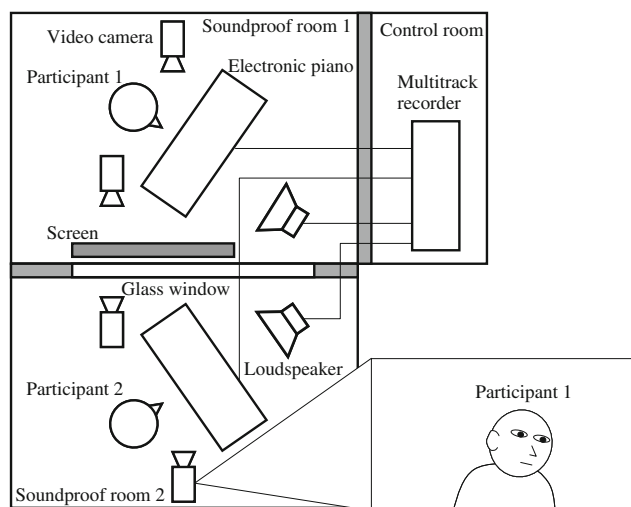 Soundproof room 1
Control room
Video camera
Electronic piano
Participant 1
Multitrack
recorder
Screen
Glass window
Loudspeaker
Participant 2
Participant 1
Soundproof room 2